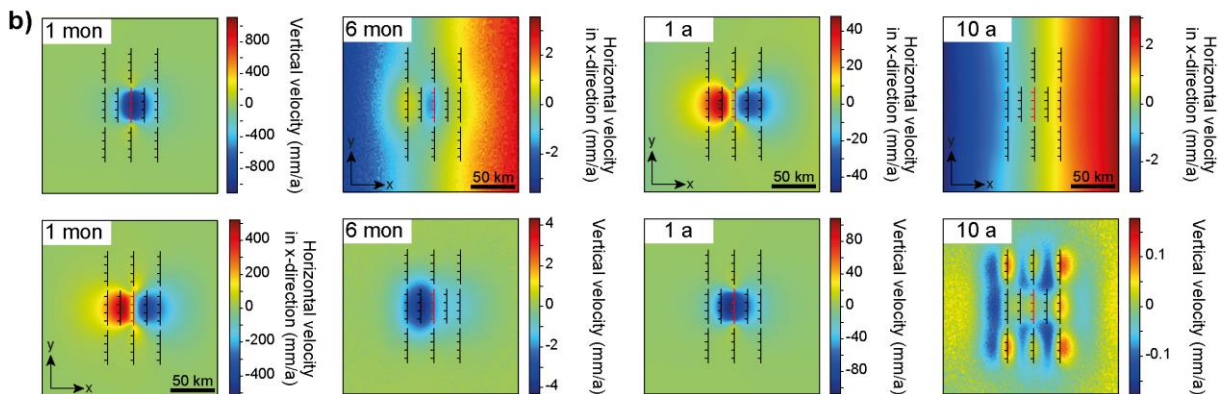 b)
1 mon
800
400
0
-400
-800
Vertical velocity (mm/a)
6 mon
y
x
50 km
2
0
-2
Horizontal velocity
in x-direction (mm/a)
1 a
y
x
50 km
40
20
0
-20
-40
Horizontal velocity
in x-direction (mm/a)
10 a
y
x
50 km
2
0
-2
Horizontal velocity
in x-direction (mm/a)
1 mon
y
x
50 km
400
200
0
-200
-400
Horizontal velocity
in x-direction (mm/a)
6 mon
4
2
0
-2
-4
Vertical velocity (mm/a)
1 a
80
40
0
-40
-80
Vertical velocity (mm/a)
10 a
0.1
0
-0.1
Vertical velocity (mm/a)